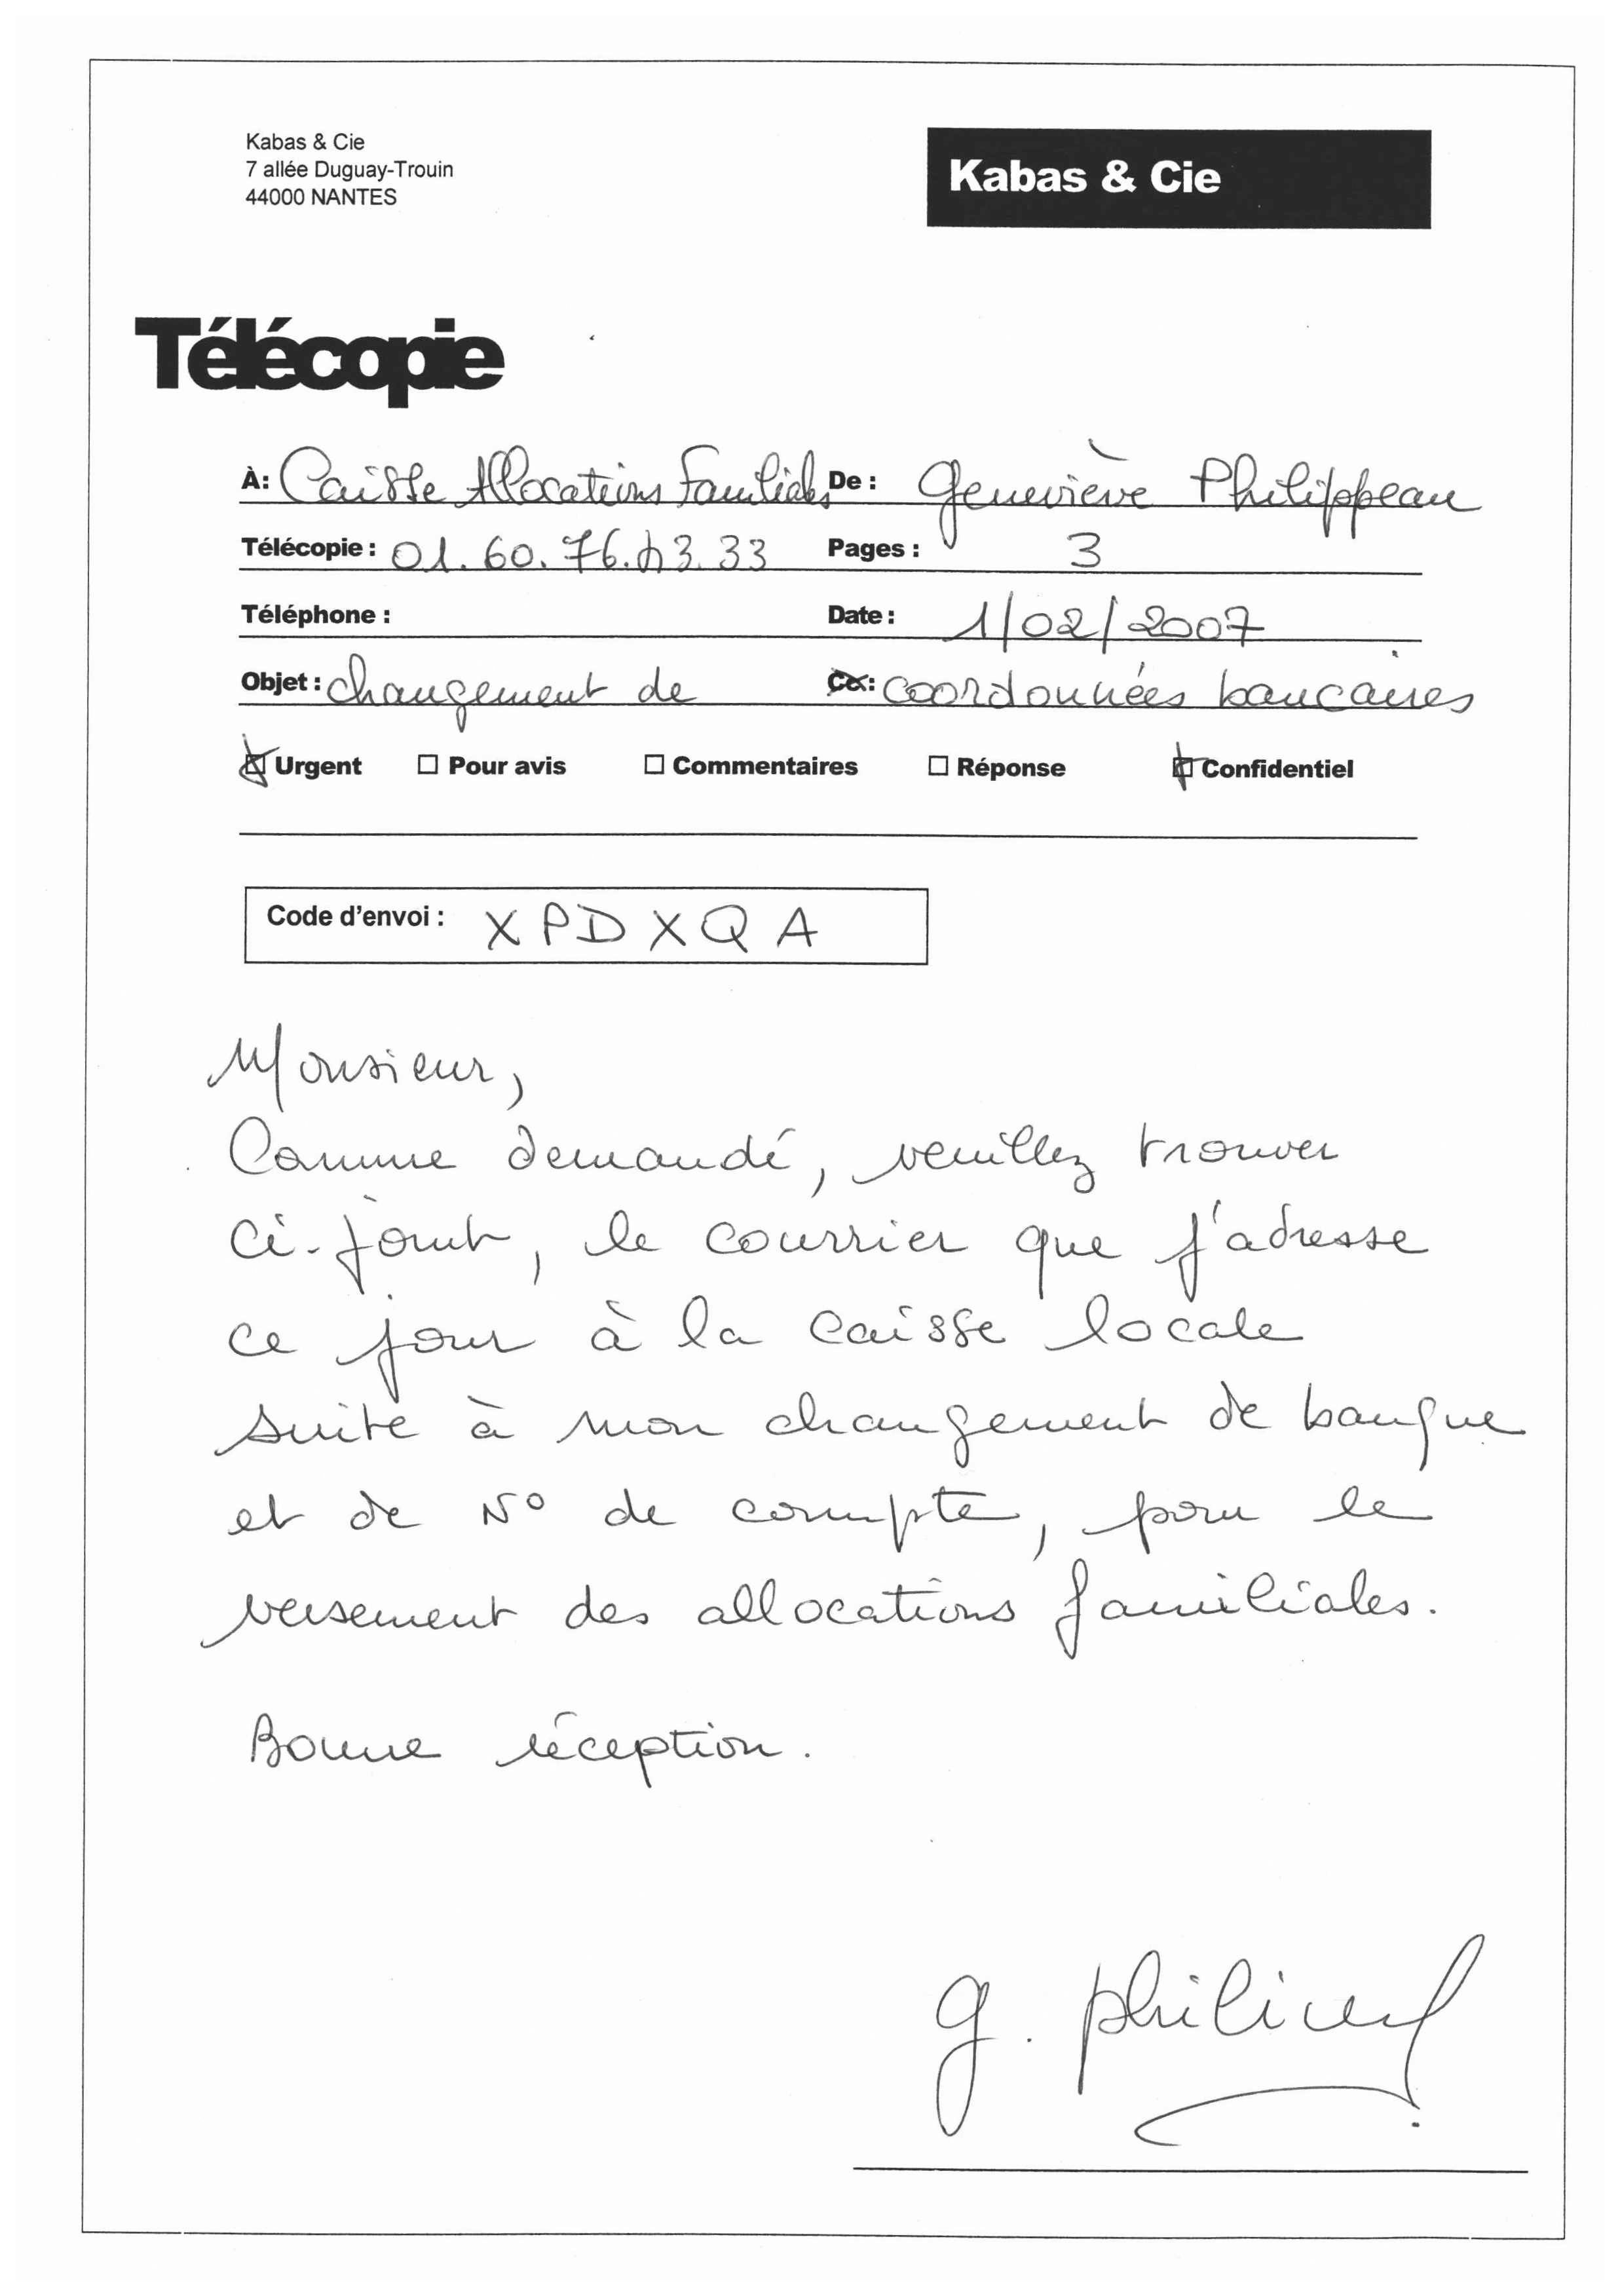 Kabas & Cie
7 allée Duguay-Trouin
44000 NANTES
Kabas & Cie
Télécopie
À: Caisse Allocations Familiales De : Geneviève Philippeau
Télécopie : 01.60.76.03.33 Pages : 3
Téléphone : Date : 1/02/2007
Objet : changement de Cc: coordonnées bancaires
Urgent Pour avis Commentaires Réponse Confidentiel
Code d'envoi : XPDXQA
Monsieur,
Comme demandé, veuillez trouver
ci-joint, le courrier que j'adresse
ce jour à la caisse locale
suite à mon changement de banque
et de N° de compte, pour le
versement des allocations familiales.
Bonne réception.